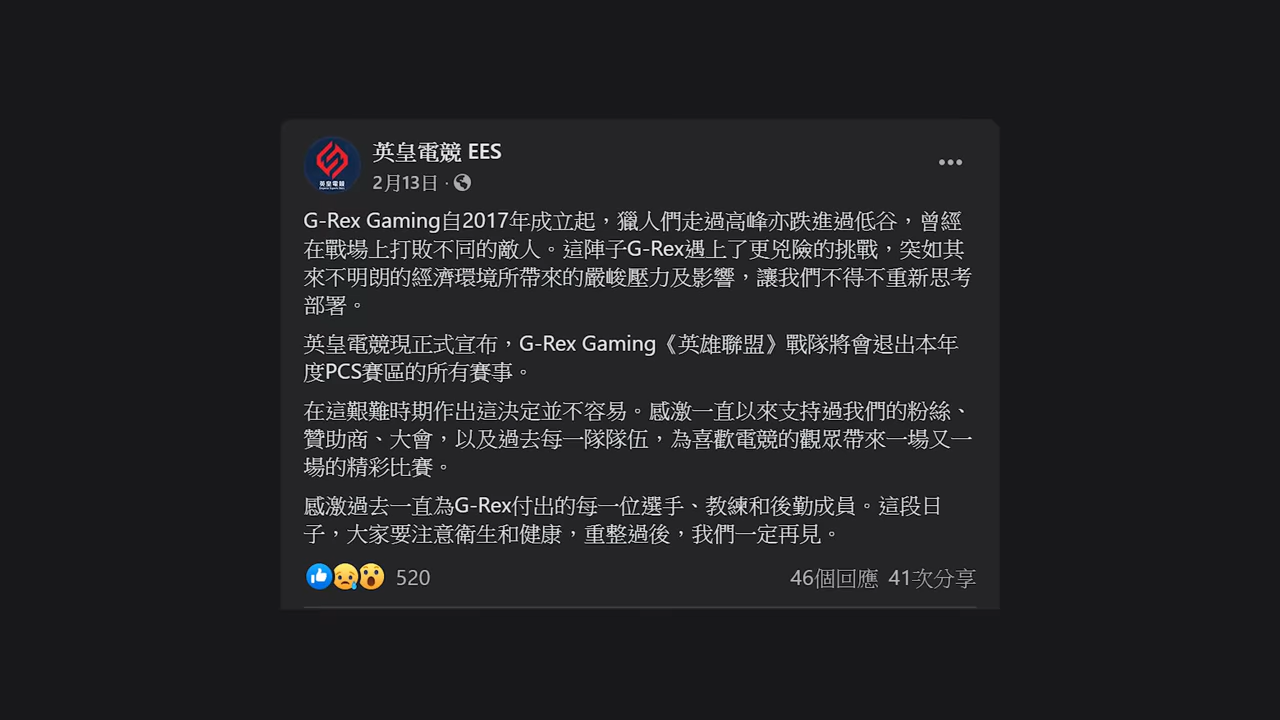 英皇電競 EES
2月13日 ·
英皇電競
G-Rex Gaming自2017年成立起，獵人們走過高峰亦跌進過低谷，曾經
在戰場上打敗不同的敵人。這陣子G-Rex遇上了更兇險的挑戰，突如其
來不明朗的經濟環境所帶來的嚴峻壓力及影響，讓我們不得不重新思考
部署。
英皇電競現正式宣布，G-Rex Gaming《英雄聯盟》戰隊將會退出本年
度PCS賽區的所有賽事。
在這艱難時期作出這決定並不容易。感激一直以來支持過我們的粉絲、
贊助商、大會，以及過去每一隊隊伍，為喜歡電競的觀眾帶來一場又一
場的精彩比賽。
感激過去一直為G-Rex付出的每一位選手、教練和後勤成員。這段日
子，大家要注意衛生和健康，重整過後，我們一定再見。
520
46個回應 41次分享